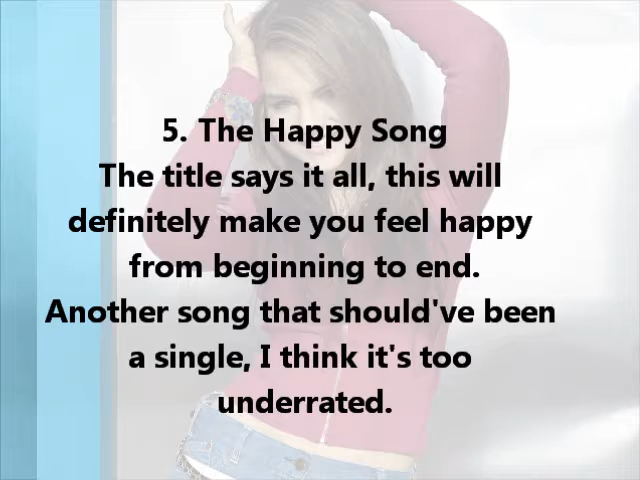 5. The Happy Song
The title says it all, this will
definitely make you feel happy
from beginning to end.
Another song that should've been
a single, I think it's too
underrated.